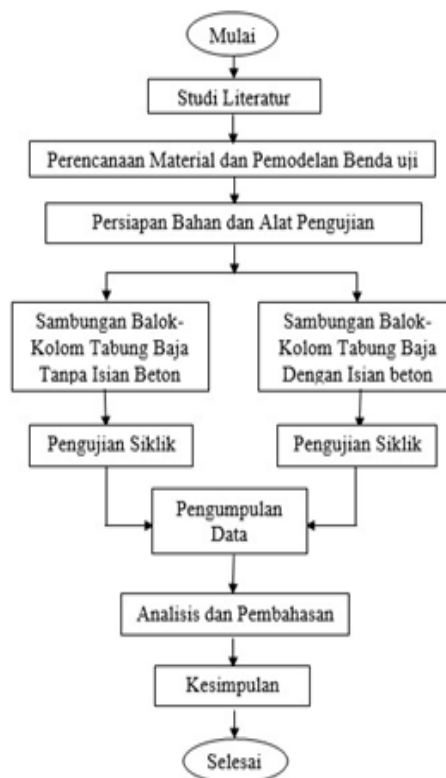 Mulai
Studi Literatur
Perencanaan Material dan Pemodelan Benda uji
Persiapan Bahan dan Alat Pengujian
Sambungan Balok-
Kolom Tabung Baja
Tanpa Isian Beton
Sambungan Balok-
Kolom Tabung Baja
Dengan Isian beton
Pengujian Siklik
Pengujian Siklik
Pengumpulan
Data
Analisis dan Pembahasan
Kesimpulan
Selesai